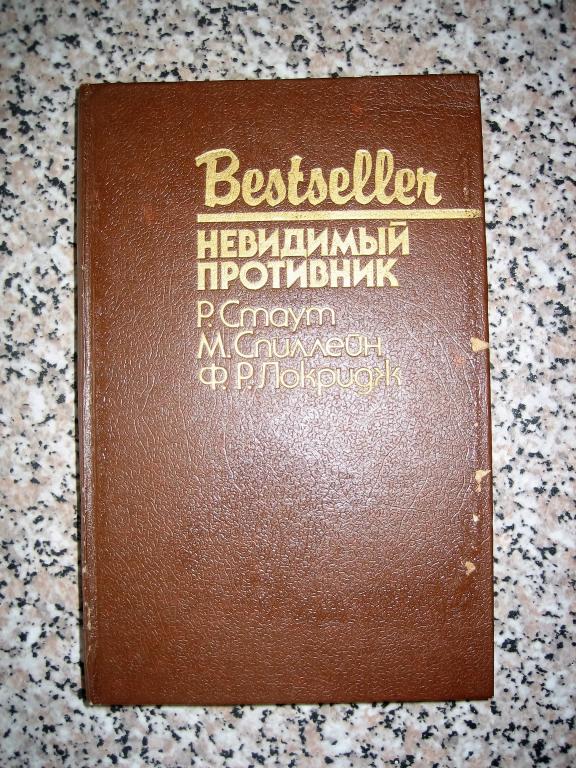 Bestseller
НЕВИДИМЫЙ
ПРОТИВНИК
Р. Стаут
М. Спиллейн
Ф. Р. Локридж